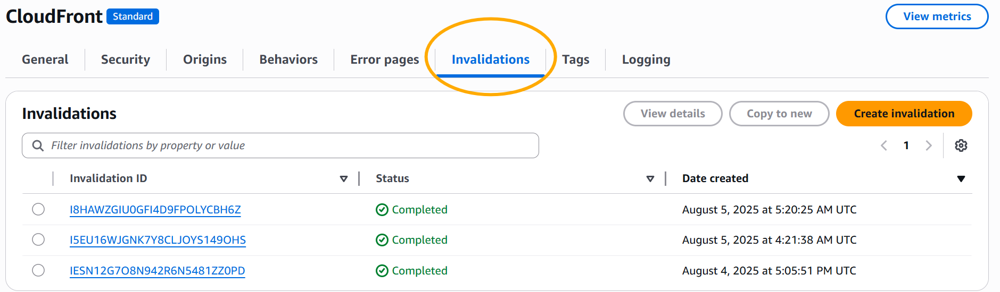 CloudFront Standard View metrics
General Security Origins Behaviors Error pages Invalidations Tags Logging
Invalidations View details Copy to new Create invalidation
Filter invalidations by property or value 1
Invalidation ID Status Date created
I8HAWZGIU0GFI4D9FPOLYCBH6Z Completed August 5, 2025 at 5:20:25 AM UTC
I5EU16WJGNK7Y8CLJOYS149OHS Completed August 5, 2025 at 4:21:38 AM UTC
IESN12G7O8N942R6N5481ZZ0PD Completed August 4, 2025 at 5:05:51 PM UTC